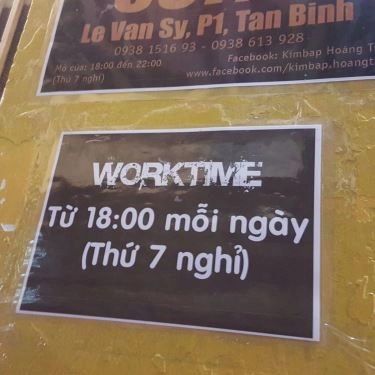 Le Van Sy, P1, Tan Binh
0938 1516 93 - 0938 613 928
Mở cửa: 18:00 đến 22:00
(Thứ 7 nghỉ)
Facebook: Kimbap Hoàng
www.facebook.com/kimbap.hoangt
WORKTIME
Từ 18:00 mỗi ngày
(Thứ 7 nghỉ)